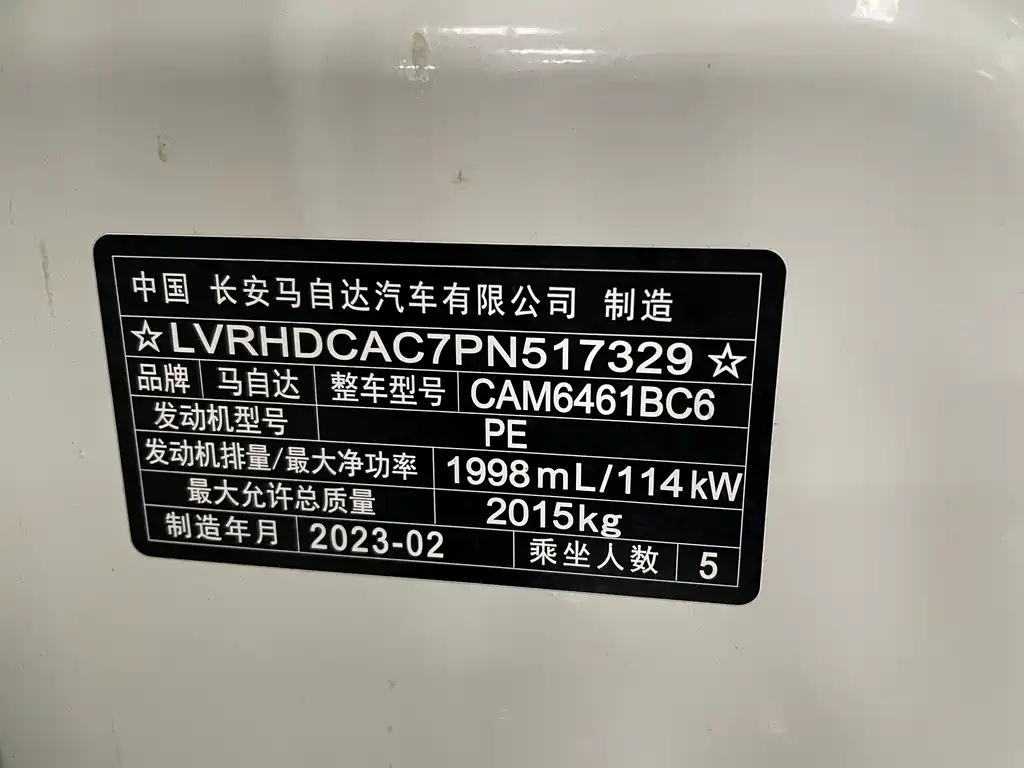 中国 长安马自达汽车有限公司 制造
☆LVRHDCAC7PN517329☆
品牌 马自达 整车型号 CAM6461BC6
发动机型号 PE
发动机排量/最大净功率 1998mL/114kW
最大允许总质量 2015kg
制造年月 2023-02 乘坐人数 5